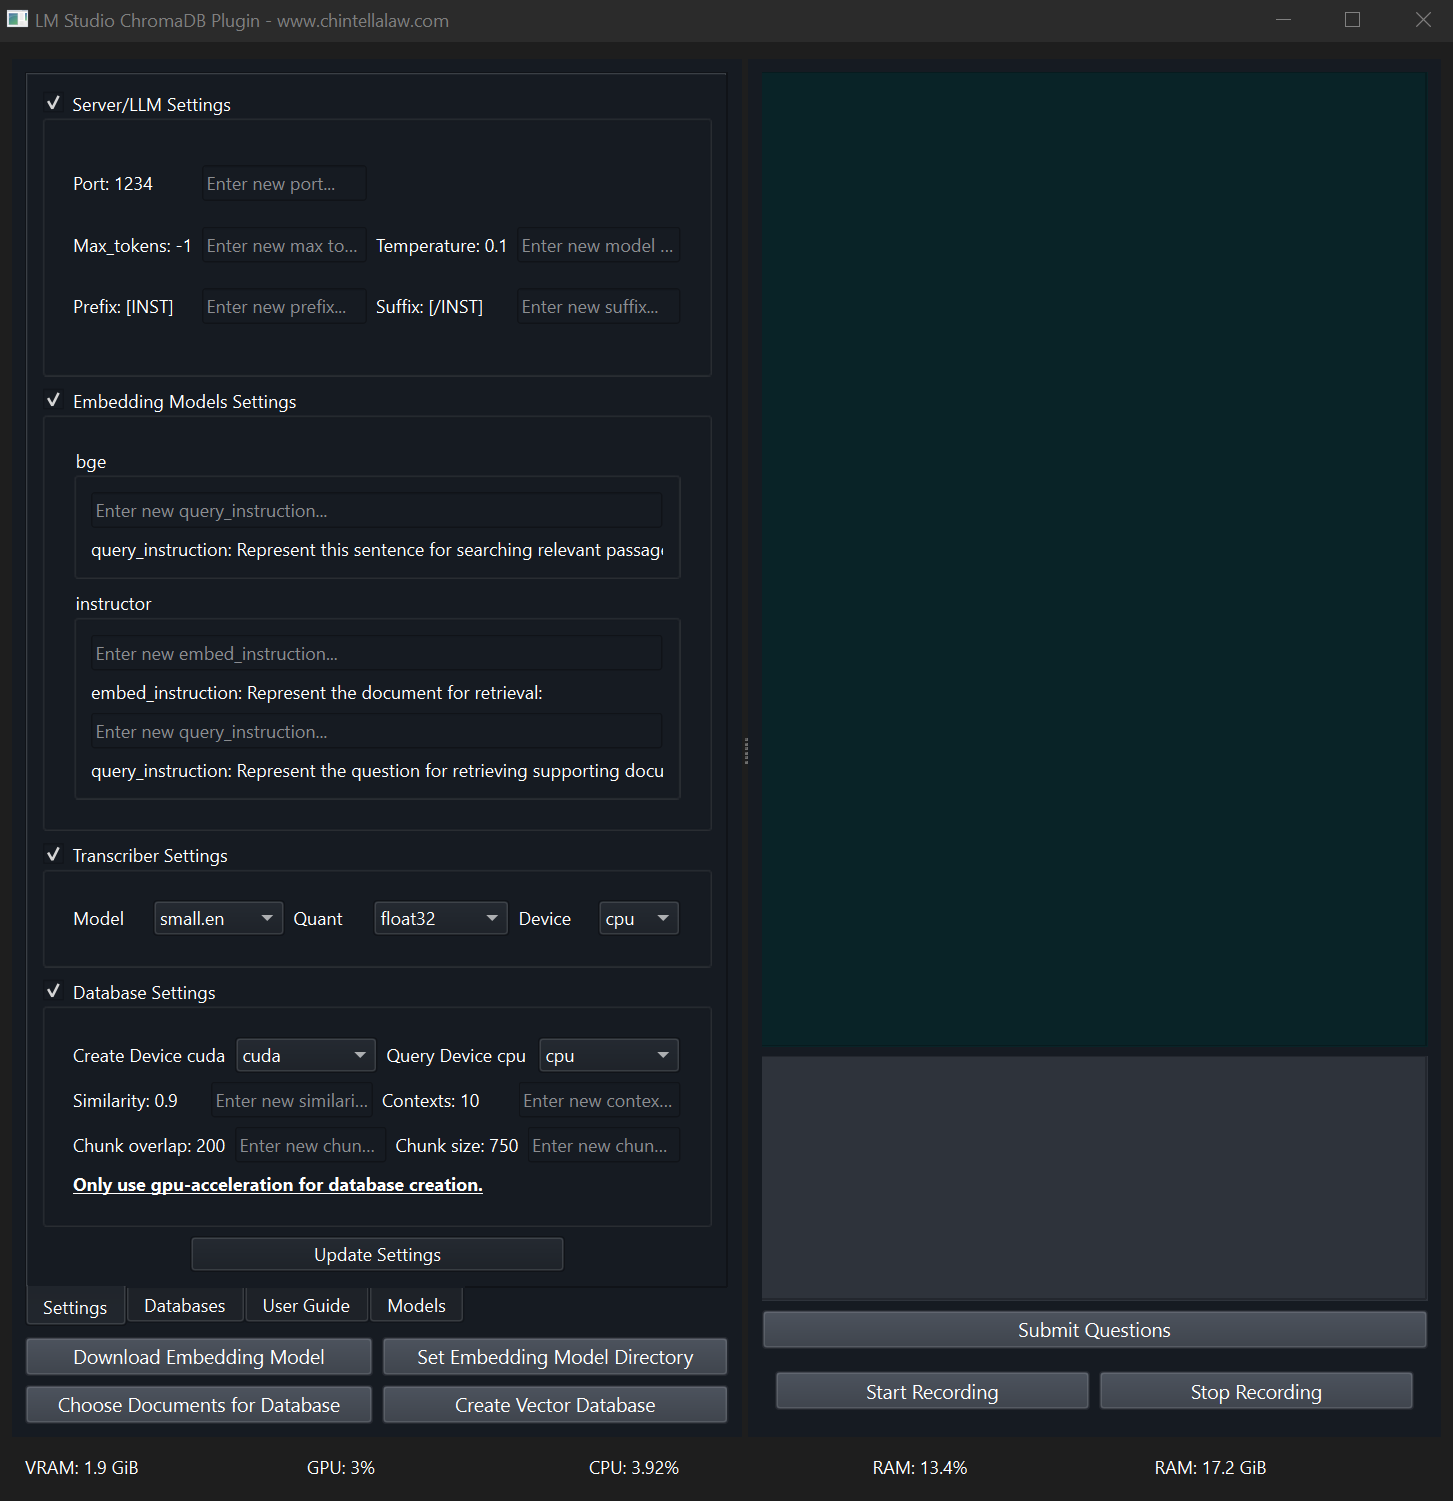 LM Studio ChromaDB Plugin - www.chintellalaw.com
Server/LLM Settings
Port: 1234 Enter new port...
Max_tokens: -1 Enter new max to... Temperature: 0.1 Enter new model ...
Prefix: [INST] Enter new prefix... Suffix: [/INST] Enter new suffix...
Embedding Models Settings
bge
Enter new query_instruction...
query_instruction: Represent this sentence for searching relevant passag
instructor
Enter new embed_instruction...
embed_instruction: Represent the document for retrieval:
Enter new query_instruction...
query_instruction: Represent the question for retrieving supporting docu
Transcriber Settings
Model small.en Quant float32 Device cpu
Database Settings
Create Device cuda cuda Query Device cpu cpu
Similarity: 0.9 Enter new similari... Contexts: 10 Enter new contex...
Chunk overlap: 200 Enter new chun... Chunk size: 750 Enter new chun...
Only use gpu-acceleration for database creation.
Update Settings
Settings Databases User Guide Models
Download Embedding Model Set Embedding Model Directory
Choose Documents for Database Create Vector Database
Submit Questions
Start Recording Stop Recording
VRAM: 1.9 GiB GPU: 3% CPU: 3.92% RAM: 13.4% RAM: 17.2 GiB